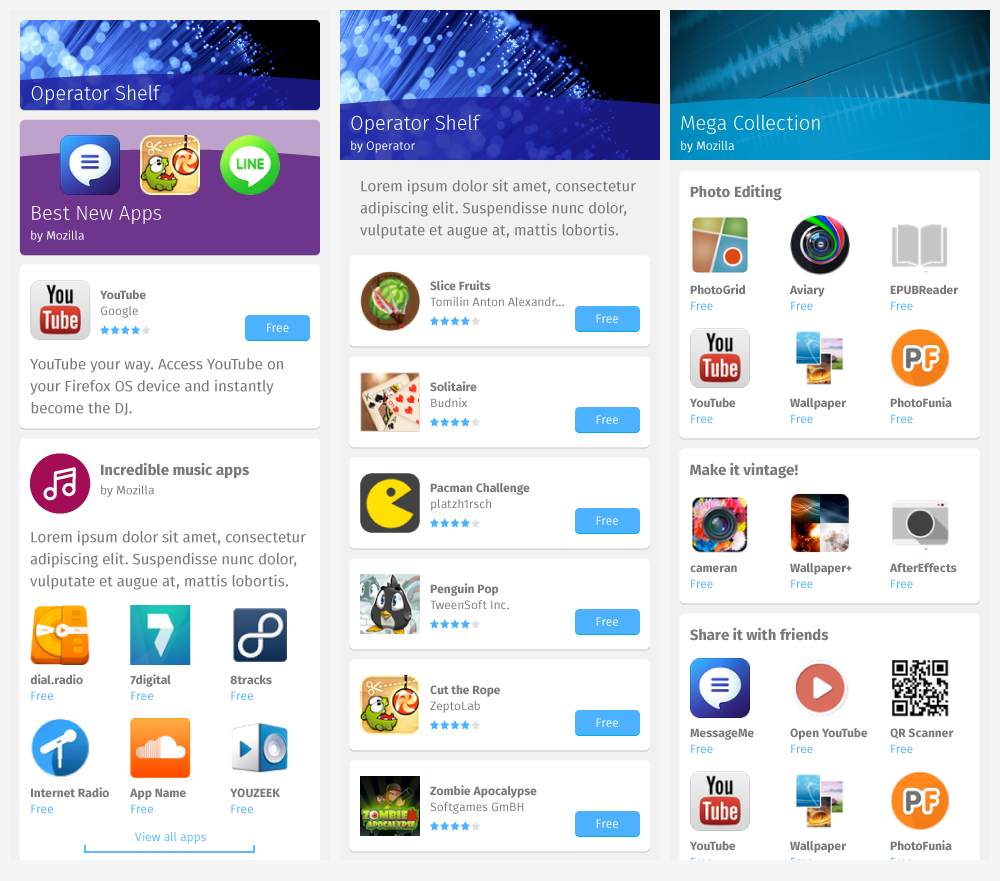 Operator Shelf
LINE
Best New Apps
by Mozilla
You
Tube
YouTube
Google
Free
YouTube your way. Access YouTube on
your Firefox OS device and instantly
become the DJ.
Incredible music apps
by Mozilla
Lorem ipsum dolor sit amet, consectetur
adipiscing elit. Suspendisse nunc dolor,
vulputate et augue at, mattis lobortis.
7
dial.radio
7digital
8tracks
Free
Free
Free
Internet Radio
App Name
YOUZEEK
Free
Free
Free
View all apps
Operator Shelf
by Operator
Lorem ipsum dolor sit amet, consectetur
adipiscing elit. Suspendisse nunc dolor,
vulputate et augue at, mattis lobortis.
Slice Fruits
Tomilin Anton Alexandr...
Free
Solitaire
Budnix
Free
Pacman Challenge
platzh1rsch
Free
Penguin Pop
TweenSoft Inc.
Free
Cut the Rope
ZeptoLab
Free
ZOMBIE
APOCALYPSE
Zombie Apocalypse
Softgames GmBH
Free
Mega Collection
by Mozilla
Photo Editing
PhotoGrid
Aviary
EPUBReader
Free
Free
Free
You
Tube
PF
YouTube
Wallpaper
PhotoFunia
Free
Free
Free
Make it vintage!
cameran
Wallpaper+
AfterEffects
Free
Free
Free
Share it with friends
MessageMe
Open YouTube
QR Scanner
Free
Free
Free
You
Tube
PF
YouTube
Wallpaper
PhotoFunia
Free
Free
Free